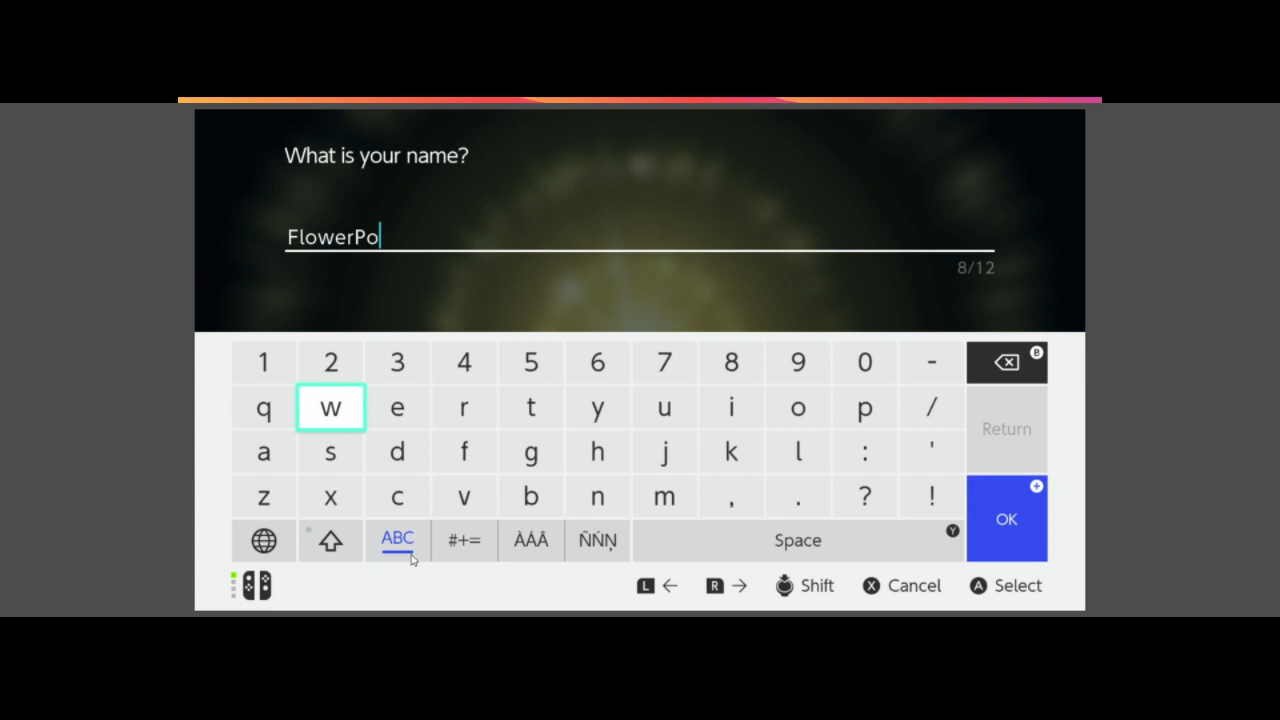 What is your name?
FlowerPo
8/12
1 2 3 4 5 6 7 8 9 0 - B
q w e r t y u i o p /
Return
a s d f g h j k l : '
z x c v b n m , . ? ! +
OK
ABC #+= ÀÁÂ ÑŃŅ Space Y
L ← R → Shift X Cancel A Select